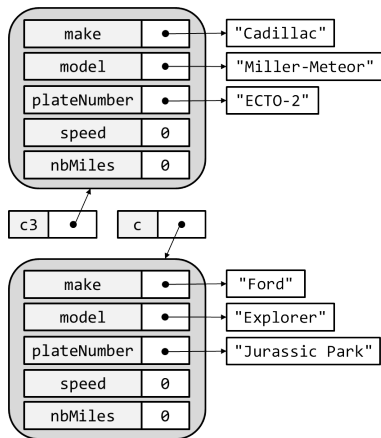 make "Cadillac"
model "Miller-Meteor"
plateNumber "ECTO-2"
speed 0
nbMiles 0
c3 c
make "Ford"
model "Explorer"
plateNumber "Jurassic Park"
speed 0
nbMiles 0